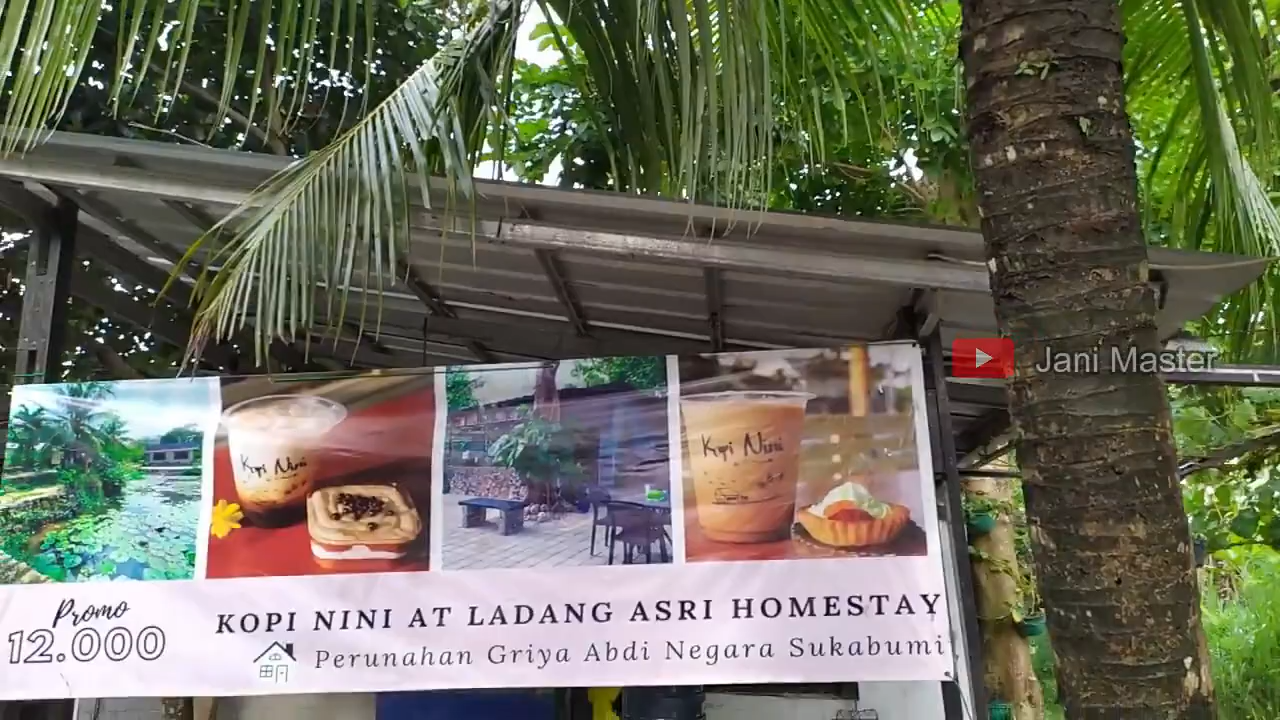 Jani Master
Kopi Nini
Kopi Nini
Promo
12.000
KOPI NINI AT LADANG ASRI HOMESTAY
Perunahan Griya Abdi Negara Sukabumi